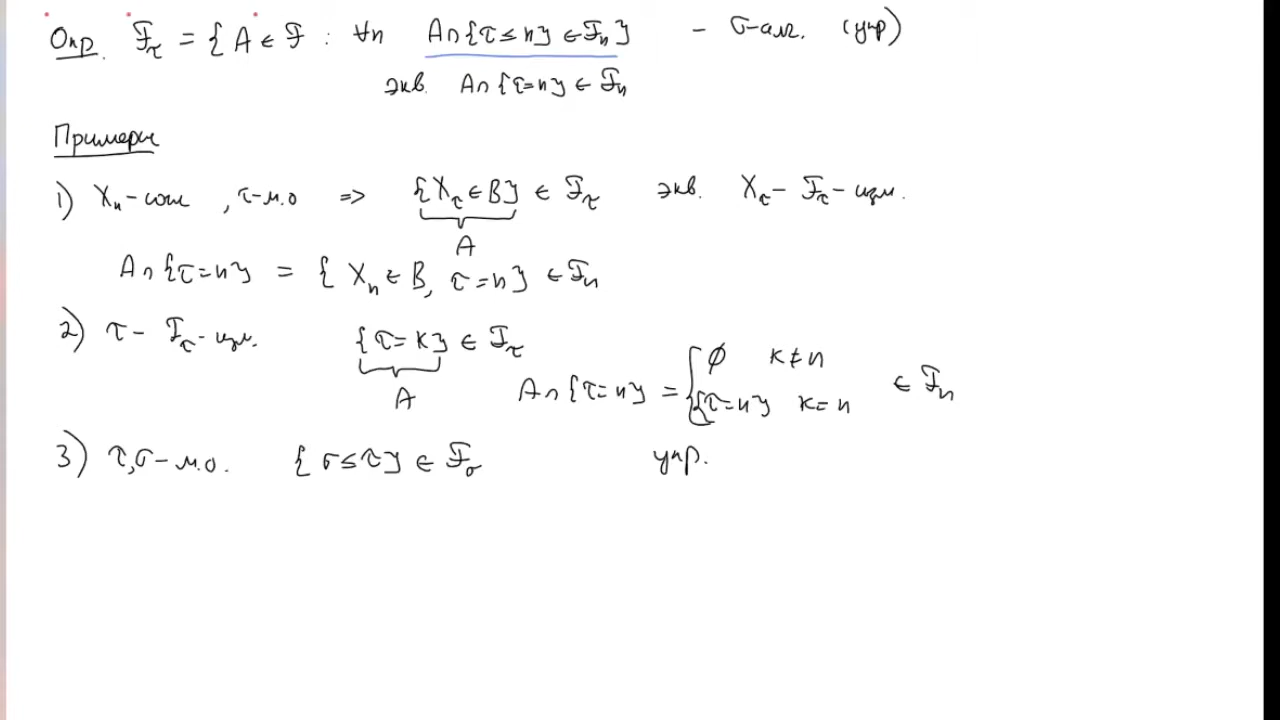 Опр. 𝓕_τ = { A ∈ 𝓕 : ∀n A∩{τ ≤ n} ∈ 𝓕_n } – σ-алг. (упр)
экв. A∩{τ=n} ∈ 𝓕_n
Примеры
1) X_n – согл , τ – м.о ⇒ {X_τ ∈ B} ∈ 𝓕_τ экв. X_τ – 𝓕_τ – изм.
A
A∩{τ=n} = { X_n ∈ B, τ = n } ∈ 𝓕_n
2) τ – 𝓕_τ – изм. {τ = k} ∈ 𝓕_τ
A
A∩{τ=n} = { ∅ k ≠ n
{τ=n} k = n ∈ 𝓕_n
3) τ,σ – м.о. { σ ≤ τ } ∈ 𝓕_σ упр.